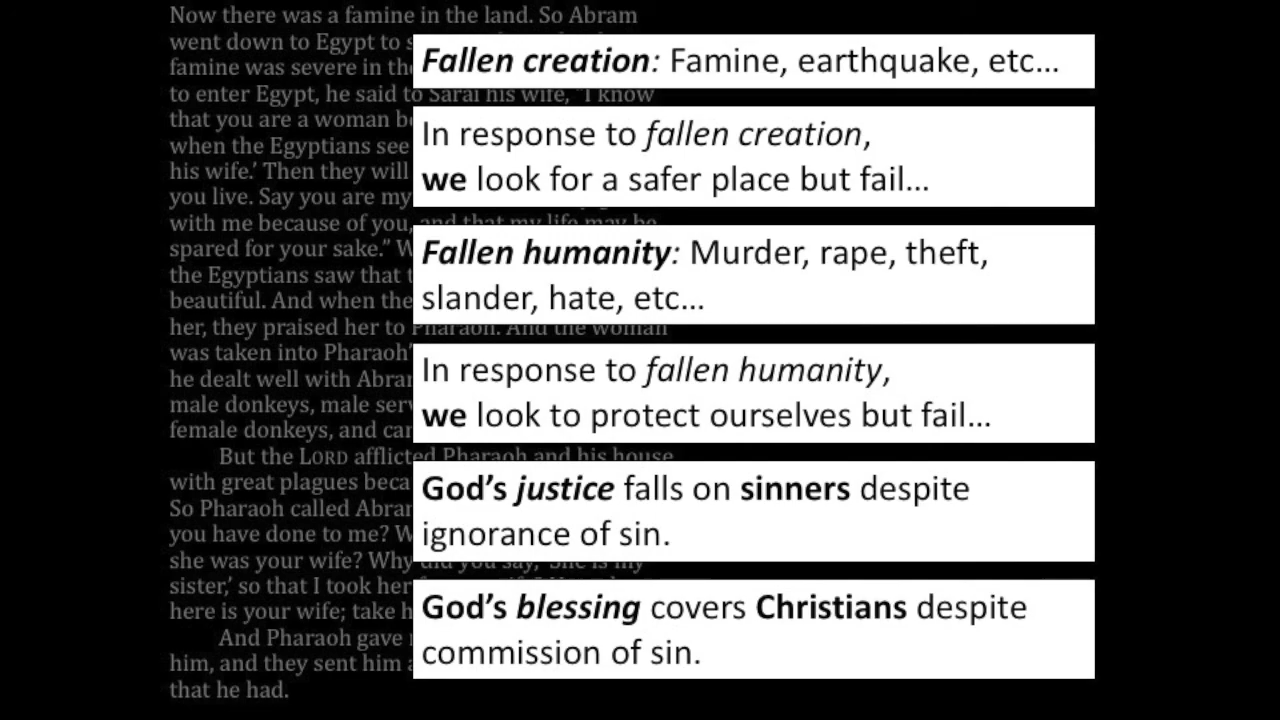 Now there was a famine in the land. So Abram
went down to Egypt to
famine was severe in the
to enter Egypt, he said to Sarai his wife, "I know
that you are a woman
when the Egyptians see
his wife.' Then they will
you live. Say you are my
with me because of you, and that my life may be
spared for your sake."
the Egyptians saw that
beautiful. And when the
her, they praised her to Pharaoh. And the woman
was taken into Pharaoh'
he dealt well with
male donkeys, male
female donkeys, and
But the LORD afflicted Pharaoh and his house
with great plagues
So Pharaoh called
you have done to me?
she was your wife? Why did you say, 'She is my
sister,' so that I took her
here is your wife; take
And Pharaoh gave
him, and they sent him
that he had.
Fallen creation: Famine, earthquake, etc...
In response to fallen creation,
we look for a safer place but fail...
Fallen humanity: Murder, rape, theft,
slander, hate, etc...
In response to fallen humanity,
we look to protect ourselves but fail...
God's justice falls on sinners despite
ignorance of sin.
God's blessing covers Christians despite
commission of sin.